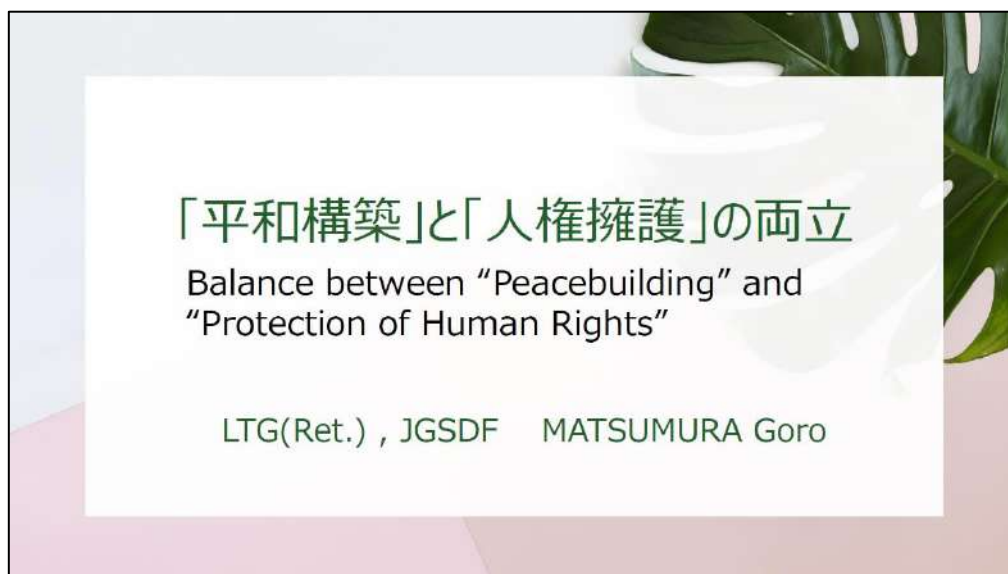 「平和構築」と「人権擁護」の両立
Balance between “Peacebuilding” and
“Protection of Human Rights”
LTG(Ret.) , JGSDF MATSUMURA Goro